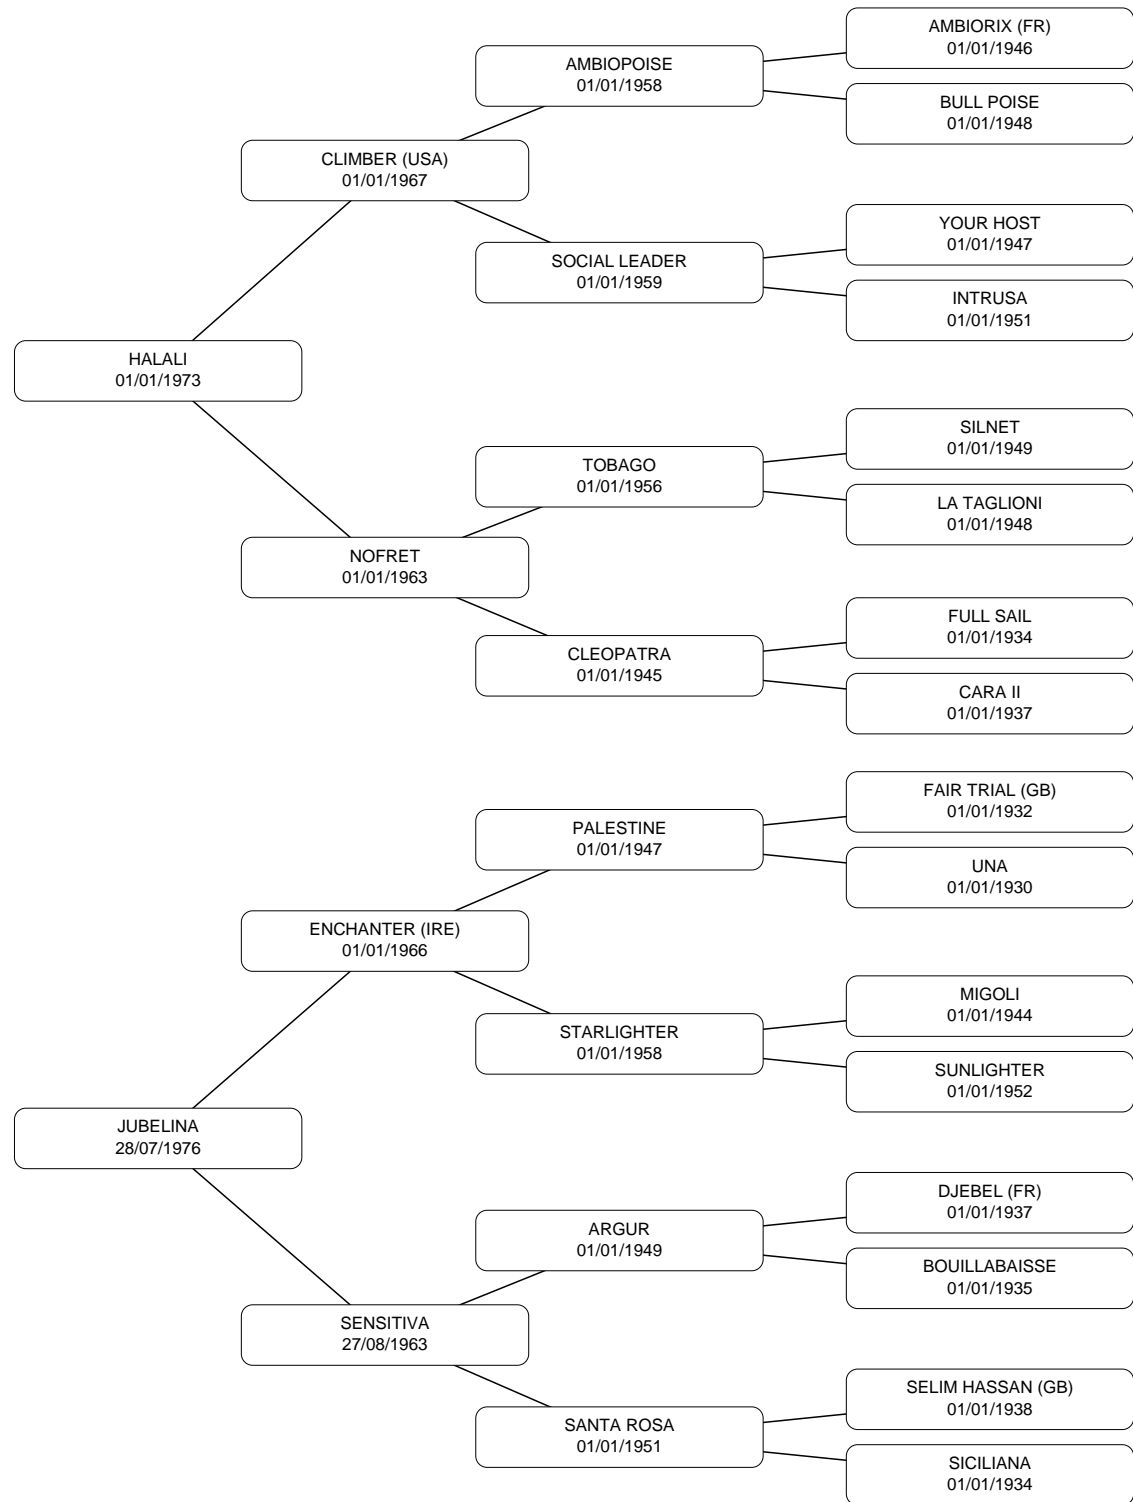 AMBIORIX (FR)
01/01/1946
AMBIOPOISE
01/01/1958
BULL POISE
01/01/1948
CLIMBER (USA)
01/01/1967
YOUR HOST
01/01/1947
SOCIAL LEADER
01/01/1959
INTRUSA
01/01/1951
HALALI
01/01/1973
SILNET
01/01/1949
TOBAGO
01/01/1956
LA TAGLIONI
01/01/1948
NOFRET
01/01/1963
FULL SAIL
01/01/1934
CLEOPATRA
01/01/1945
CARA II
01/01/1937
FAIR TRIAL (GB)
01/01/1932
PALESTINE
01/01/1947
UNA
01/01/1930
ENCHANTER (IRE)
01/01/1966
MIGOLI
01/01/1944
STARLIGHTER
01/01/1958
SUNLIGHTER
01/01/1952
JUBELINA
28/07/1976
DJEBEL (FR)
01/01/1937
ARGUR
01/01/1949
BOUILLABAISSE
01/01/1935
SENSITIVA
27/08/1963
SELIM HASSAN (GB)
01/01/1938
SANTA ROSA
01/01/1951
SICILIANA
01/01/1934